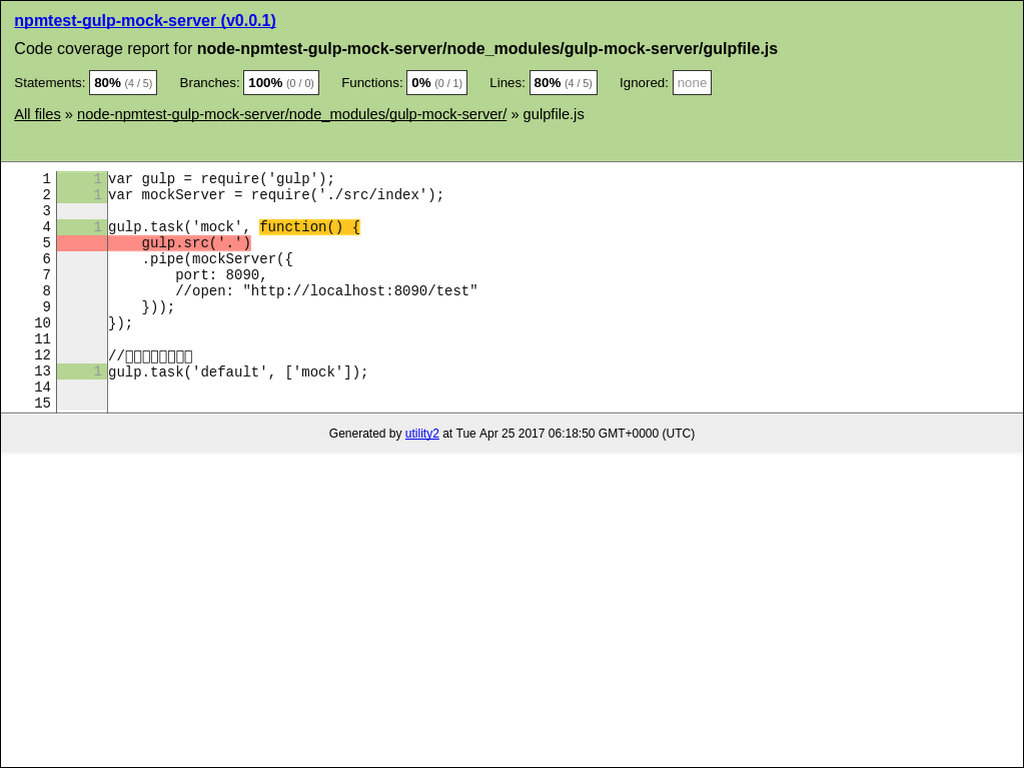 npmtest-gulp-mock-server (v0.0.1)
Code coverage report for node-npmtest-gulp-mock-server/node_modules/gulp-mock-server/gulpfile.js
Statements: 80% (4 / 5) Branches: 100% (0 / 0) Functions: 0% (0 / 1) Lines: 80% (4 / 5) Ignored: none
All files » node-npmtest-gulp-mock-server/node_modules/gulp-mock-server/ » gulpfile.js
1 1 var gulp = require('gulp');
2 1 var mockServer = require('./src/index');
3
4 1 gulp.task('mock', function() {
5 gulp.src('.')
6 .pipe(mockServer({
7 port: 8090,
8 //open: "http://localhost:8090/test"
9 }));
10 });
11
12 //
13 1 gulp.task('default', ['mock']);
14
15
Generated by utility2 at Tue Apr 25 2017 06:18:50 GMT+0000 (UTC)